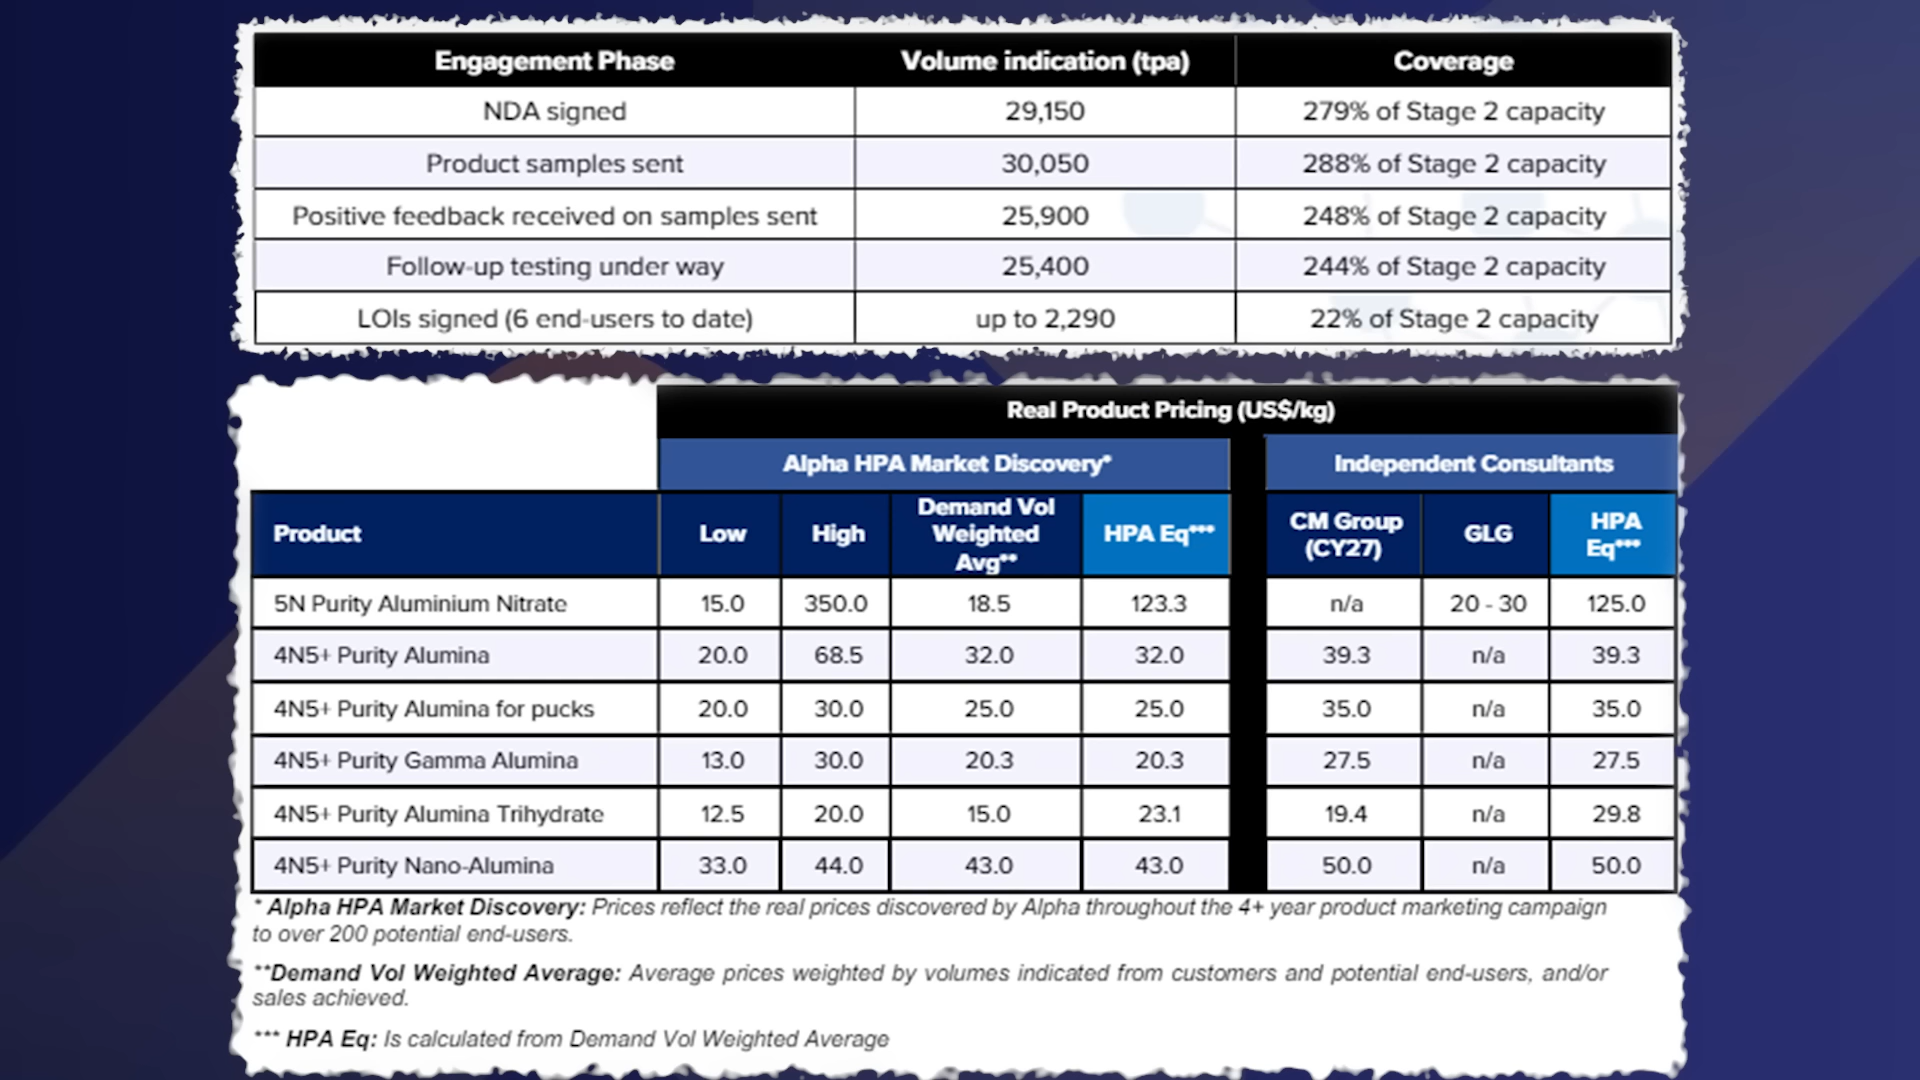 Engagement Phase Volume indication (tpa) Coverage
NDA signed 29,150 279% of Stage 2 capacity
Product samples sent 30,050 288% of Stage 2 capacity
Positive feedback received on samples sent 25,900 248% of Stage 2 capacity
Follow-up testing under way 25,400 244% of Stage 2 capacity
LOIs signed (6 end-users to date) up to 2,290 22% of Stage 2 capacity
Real Product Pricing (US$/kg)
Alpha HPA Market Discovery* Independent Consultants
Product Low High Demand Vol Weighted Avg** HPA Eq*** CM Group (CY27) GLG HPA Eq***
5N Purity Aluminium Nitrate 15.0 350.0 18.5 123.3 n/a 20 - 30 125.0
4N5+ Purity Alumina 20.0 68.5 32.0 32.0 39.3 n/a 39.3
4N5+ Purity Alumina for pucks 20.0 30.0 25.0 25.0 35.0 n/a 35.0
4N5+ Purity Gamma Alumina 13.0 30.0 20.3 20.3 27.5 n/a 27.5
4N5+ Purity Alumina Trihydrate 12.5 20.0 15.0 23.1 19.4 n/a 29.8
4N5+ Purity Nano-Alumina 33.0 44.0 43.0 43.0 50.0 n/a 50.0
* Alpha HPA Market Discovery: Prices reflect the real prices discovered by Alpha throughout the 4+ year product marketing campaign
to over 200 potential end-users.
**Demand Vol Weighted Average: Average prices weighted by volumes indicated from customers and potential end-users, and/or
sales achieved.
*** HPA Eq: Is calculated from Demand Vol Weighted Average